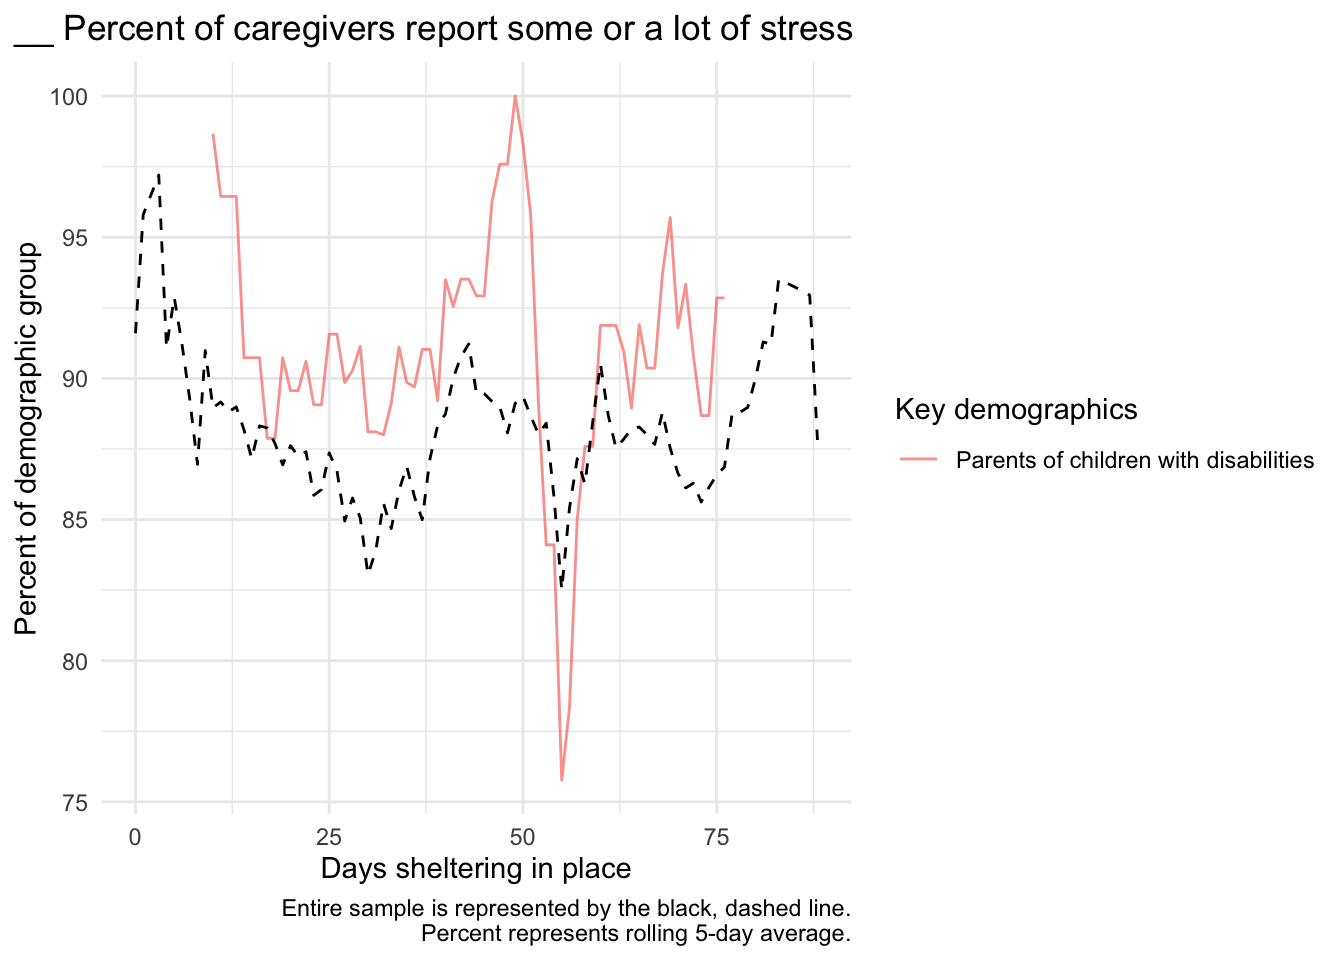 __ Percent of caregivers report some or a lot of stress
Percent of demographic group
100
95
90
85
80
75
0 25 50 75
Days sheltering in place
Entire sample is represented by the black, dashed line.
Percent represents rolling 5-day average.
Key demographics
Parents of children with disabilities